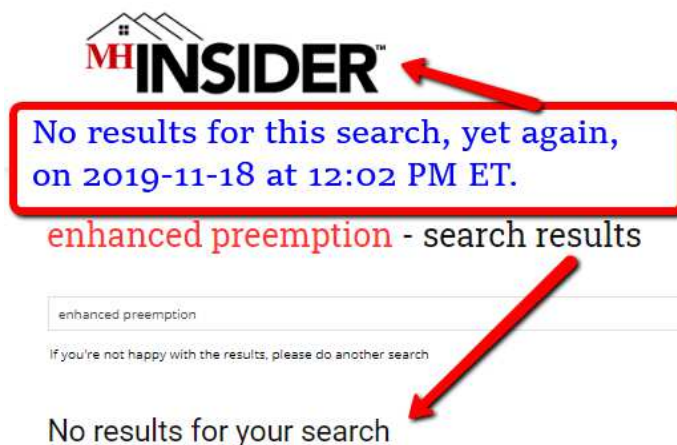 MHINSIDER™
No results for this search, yet again,
on 2019-11-18 at 12:02 PM ET.
enhanced preemption - search results
enhanced preemption
If you're not happy with the results, please do another search
No results for your search